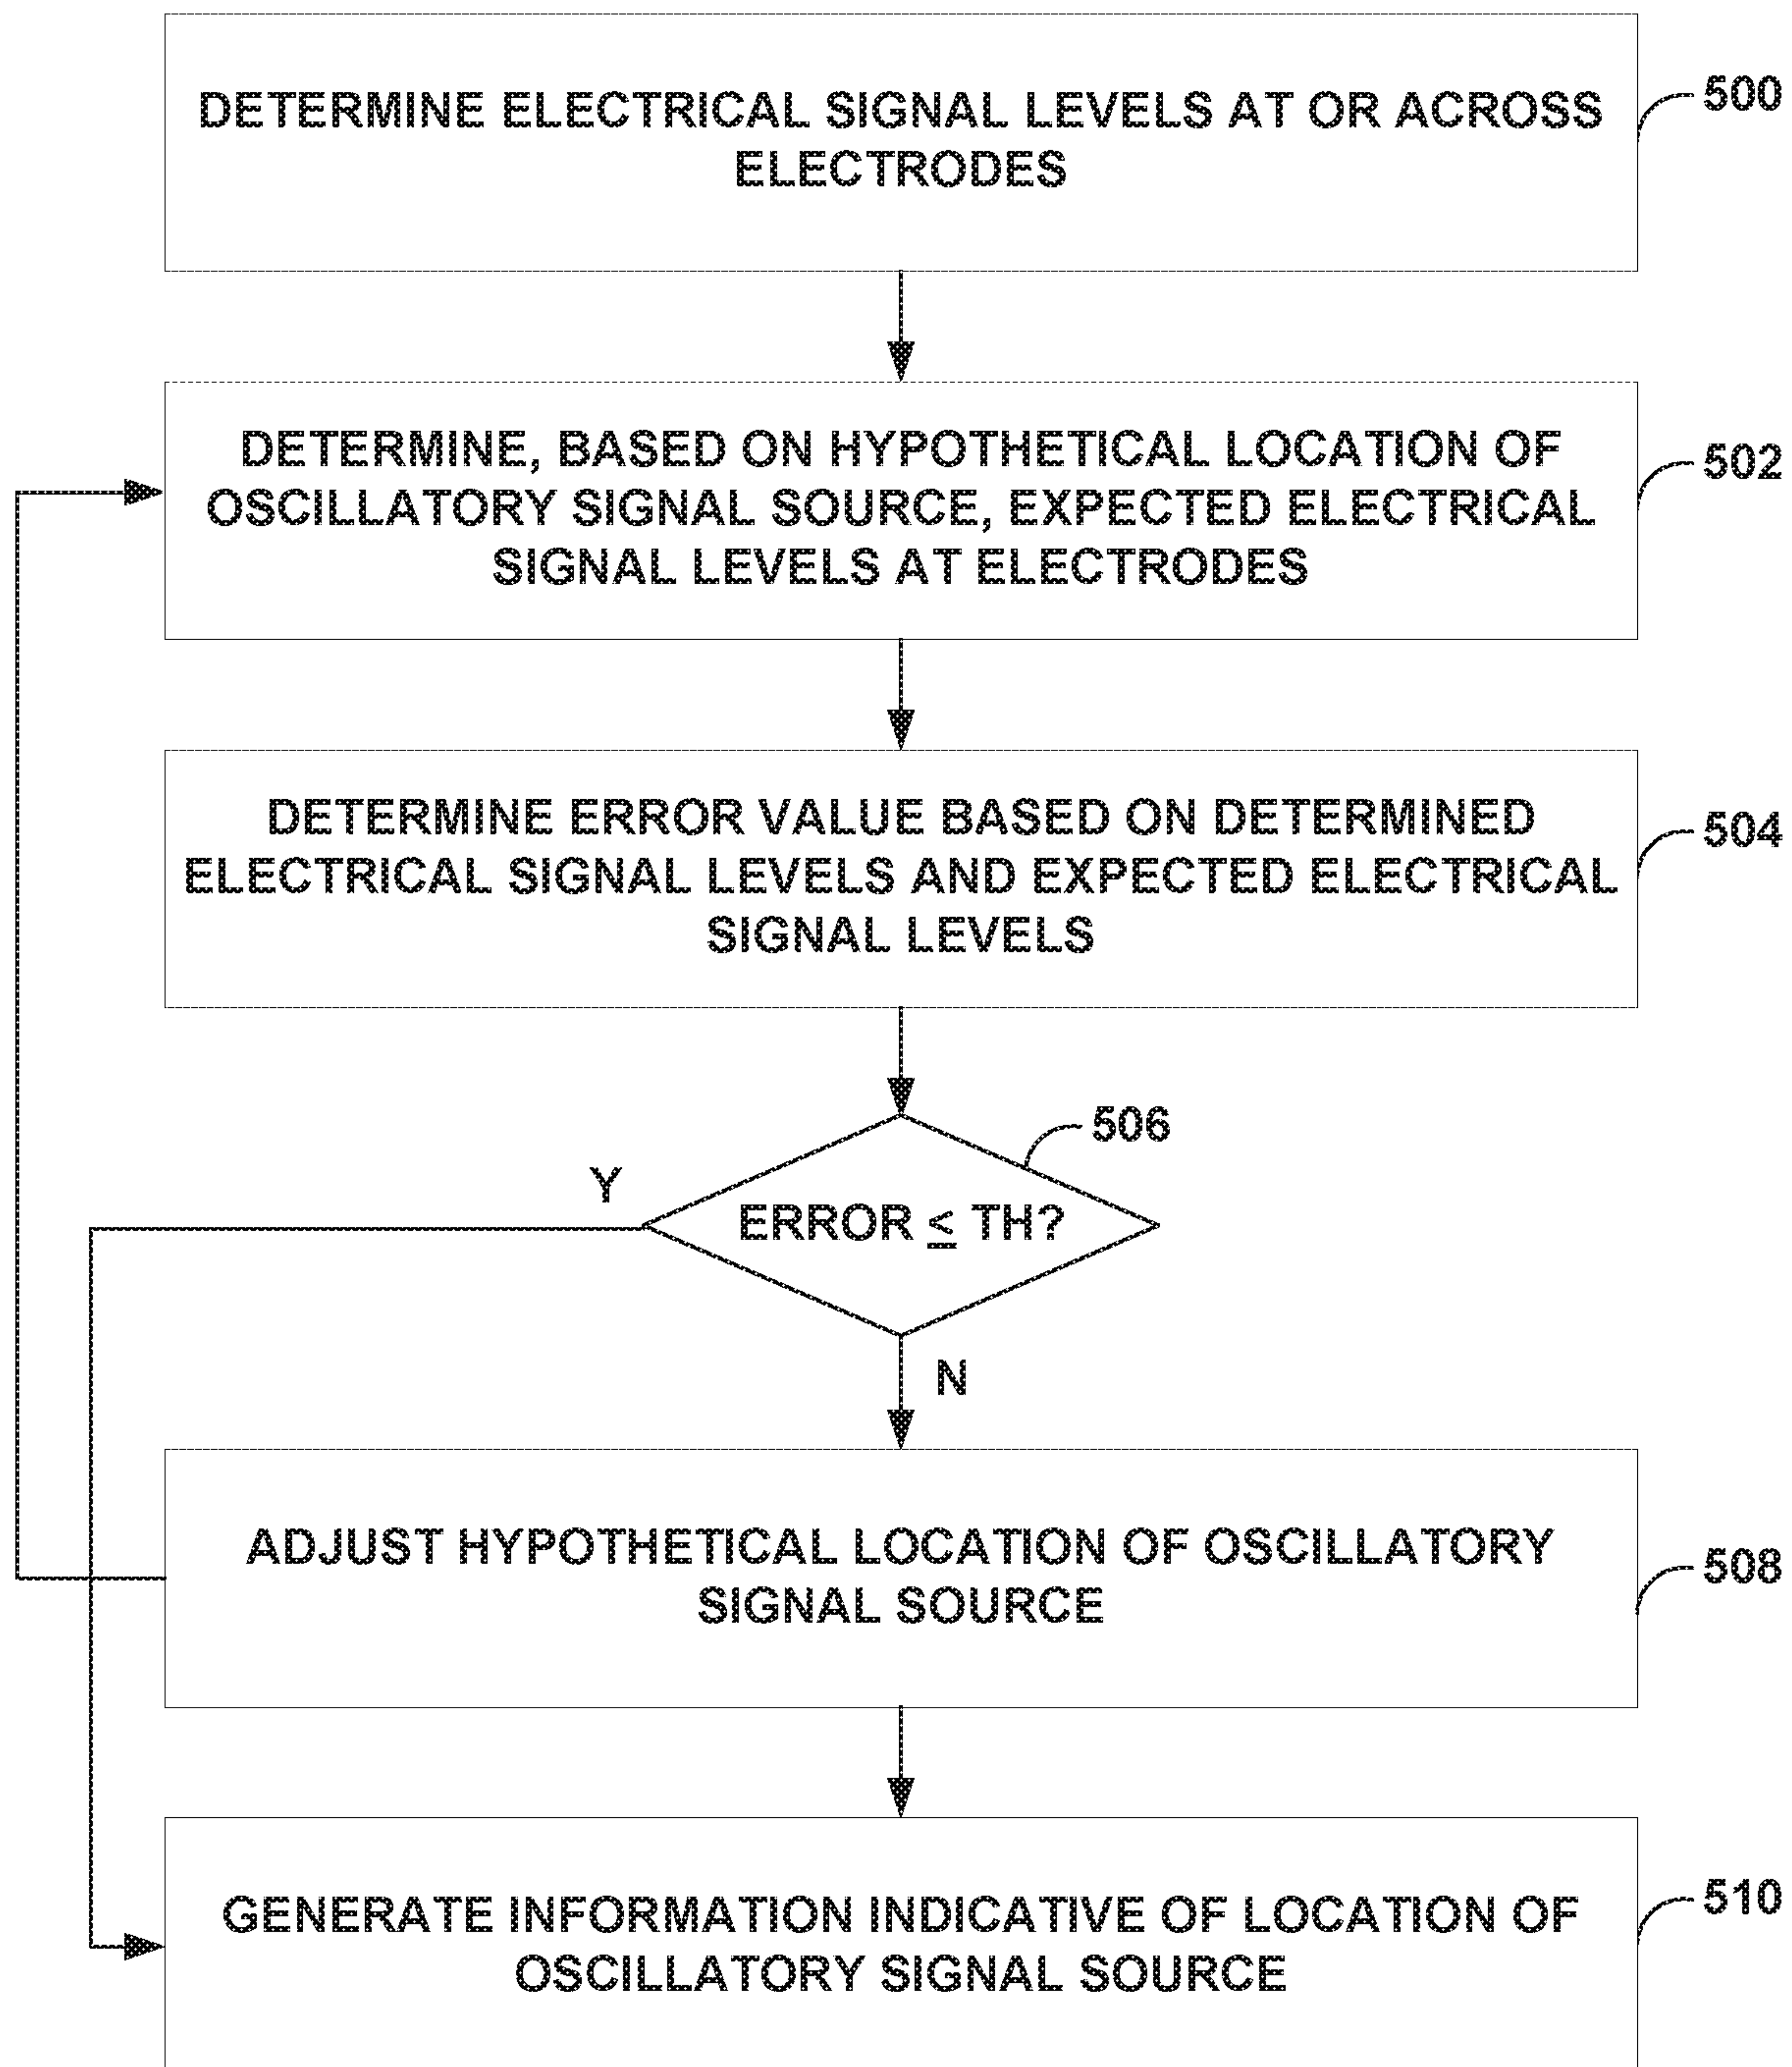 DETERMINE ELECTRICAL SIGNAL LEVELS AT OR ACROSS
ELECTRODES
500
DETERMINE, BASED ON HYPOTHETICAL LOCATION OF
OSCILLATORY SIGNAL SOURCE, EXPECTED ELECTRICAL
SIGNAL LEVELS AT ELECTRODES
502
DETERMINE ERROR VALUE BASED ON DETERMINED
ELECTRICAL SIGNAL LEVELS AND EXPECTED ELECTRICAL
SIGNAL LEVELS
504
506
Y
ERROR ≤ TH?
N
ADJUST HYPOTHETICAL LOCATION OF OSCILLATORY
SIGNAL SOURCE
508
GENERATE INFORMATION INDICATIVE OF LOCATION OF
OSCILLATORY SIGNAL SOURCE
510